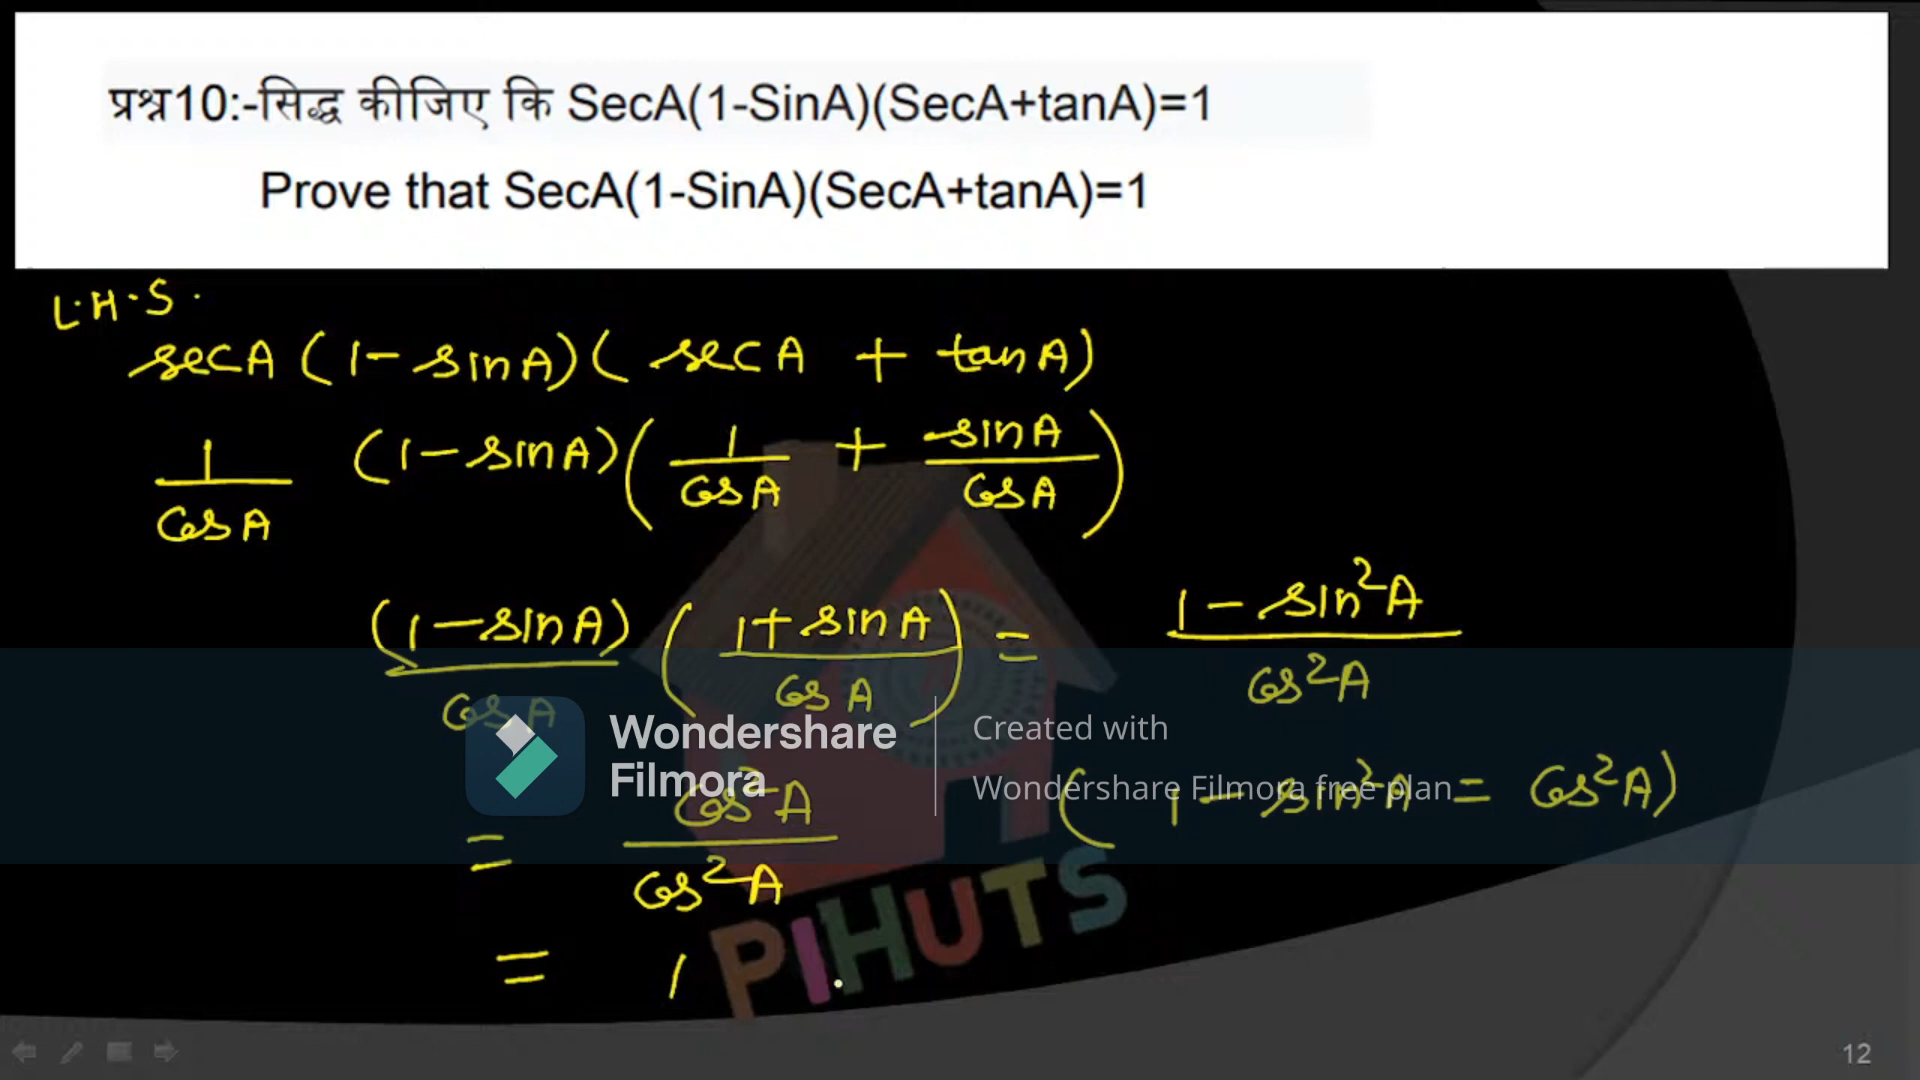 प्रश्न10:-सिद्ध कीजिए कि SecA(1-SinA)(SecA+tanA)=1
Prove that SecA(1-SinA)(SecA+tanA)=1
L.H.S.
secA (1-sinA)( secA + tanA)
1/CosA (1-sinA)(1/CosA + sinA/CosA)
(1-sinA)/CosA (1+sinA/CosA) = 1-sin²A/Cos²A
Wondershare Filmora
Created with
Wondershare Filmora free plan
= Cos²A/Cos²A (1-sin²A = Cos²A)
= 1
PIHUTS
12